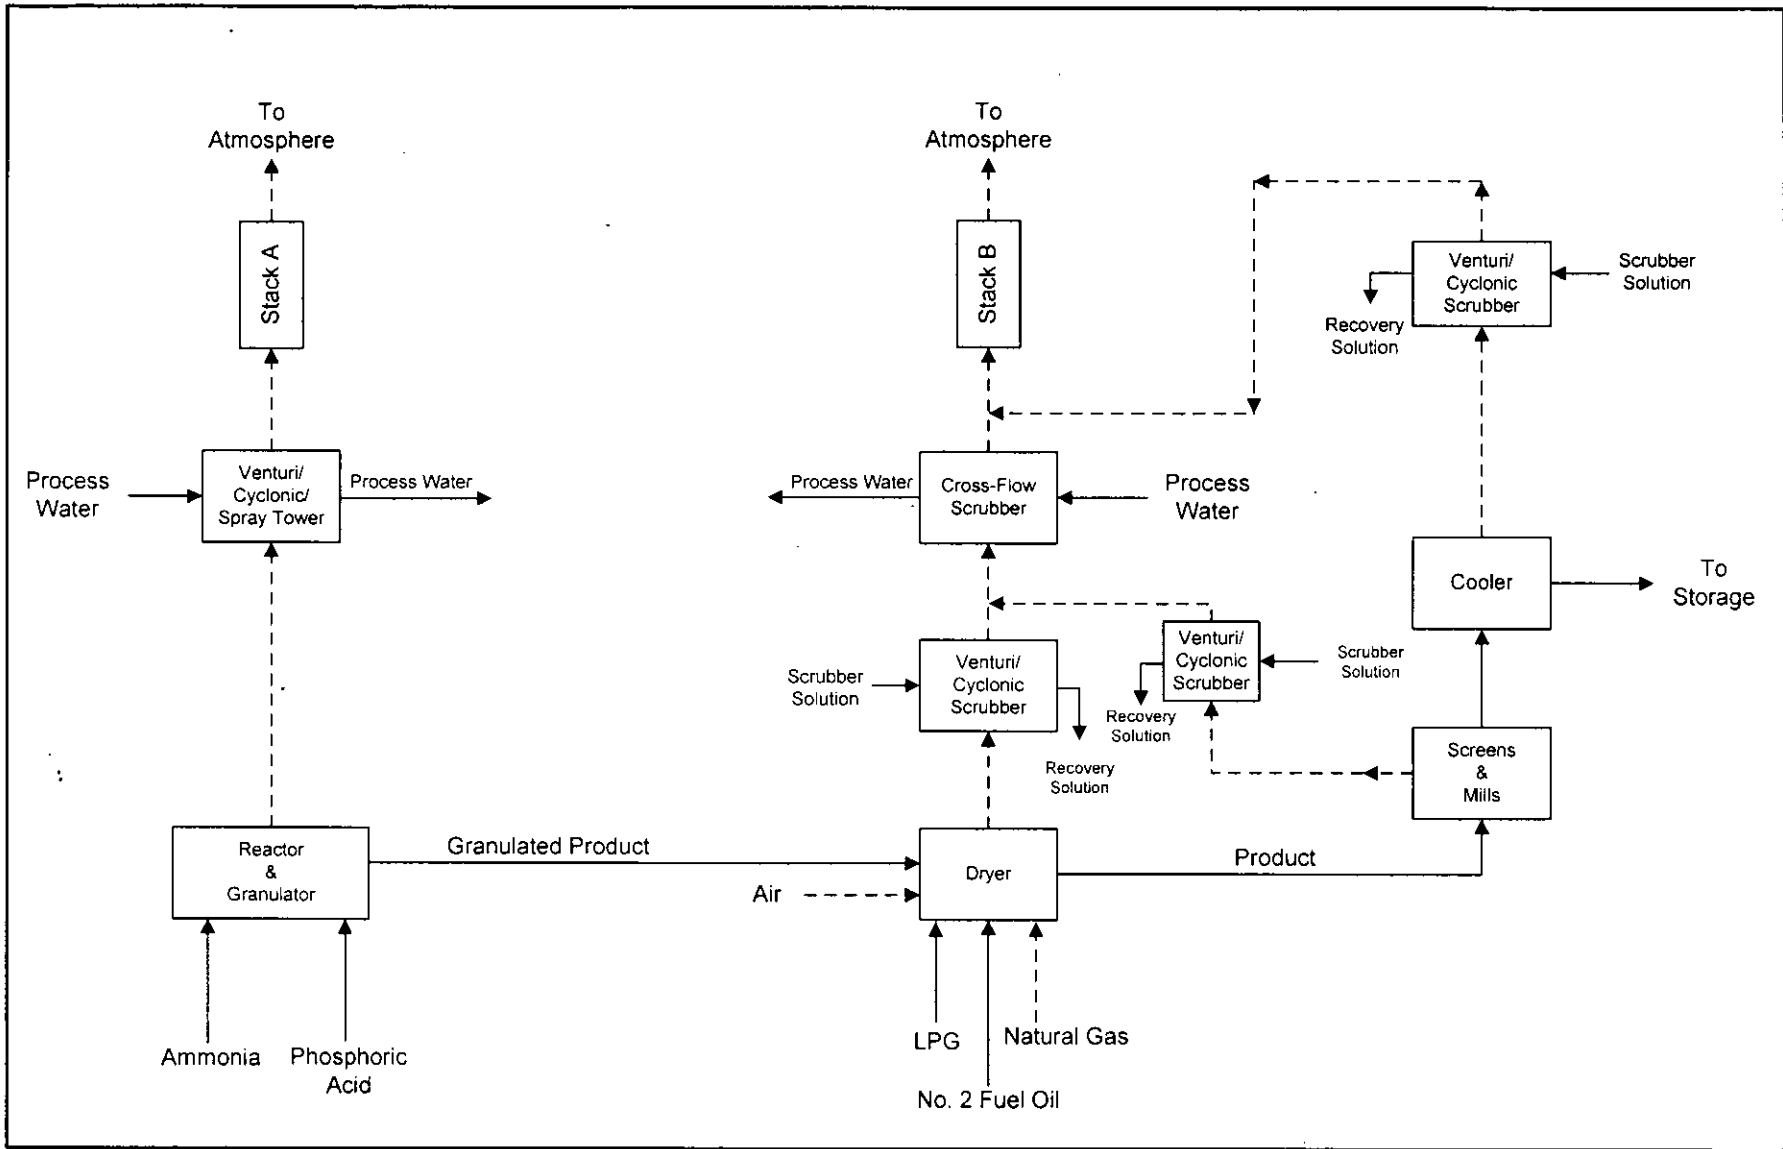 To
Atmosphere
To
Atmosphere
Stack A
Stack B
Venturi/
Cyclonic
Scrubber
Scrubber
Solution
Recovery
Solution
Process
Water
Venturi/
Cyclonic/
Spray Tower
Process Water
Process Water
Cross-Flow
Scrubber
Process
Water
Cooler
To
Storage
Scrubber
Solution
Venturi/
Cyclonic
Scrubber
Recovery
Solution
Venturi/
Cyclonic
Scrubber
Scrubber
Solution
Recovery
Solution
Screens
&
Mills
Reactor
&
Granulator
Granulated Product
Air
Dryer
Product
Ammonia
Phosphoric
Acid
LPG
Natural Gas
No. 2 Fuel Oil